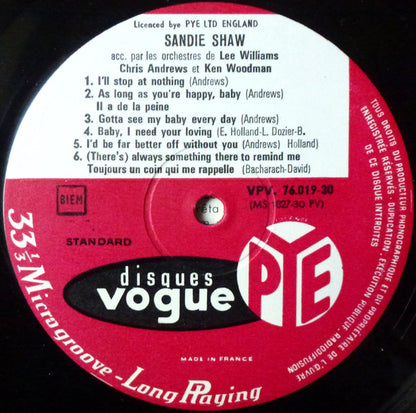 Licenced bye PYE LTD ENGLAND
SANDIE SHAW
acc. par les orchestres de Lee Williams
Chris Andrews et Ken Woodman
1. I'll stop at nothing (Andrews)
2. As long as you're happy, baby (Andrews)
Il a de la peine
3. Gotta see my baby every day (Andrews)
4. Baby, I need your loving (E. Holland-L. Dozier-B.
5. I'd be far better off without you (Andrews) Holland)
6. (There's) always something there to remind me
Toujours un coin qui me rappelle (Bacharach-David)
BIEM
VPV. 76.019-30
(MS 1027-30 PV)
STANDARD
disques
vogue
PYE
MADE IN FRANCE
33 1/3 Microgroove - Long Playing
TOUS DROITS DU PRODUCTEUR PHONOGRAPHIQUE ET DU PROPRIÉTAIRE DE L'ŒUVRE
ENREGISTRÉE RÉSERVÉS - DUPLICATION - EXÉCUTION PUBLIQUE - RADIODIFFUSION
DE CE DISQUE INTERDITES